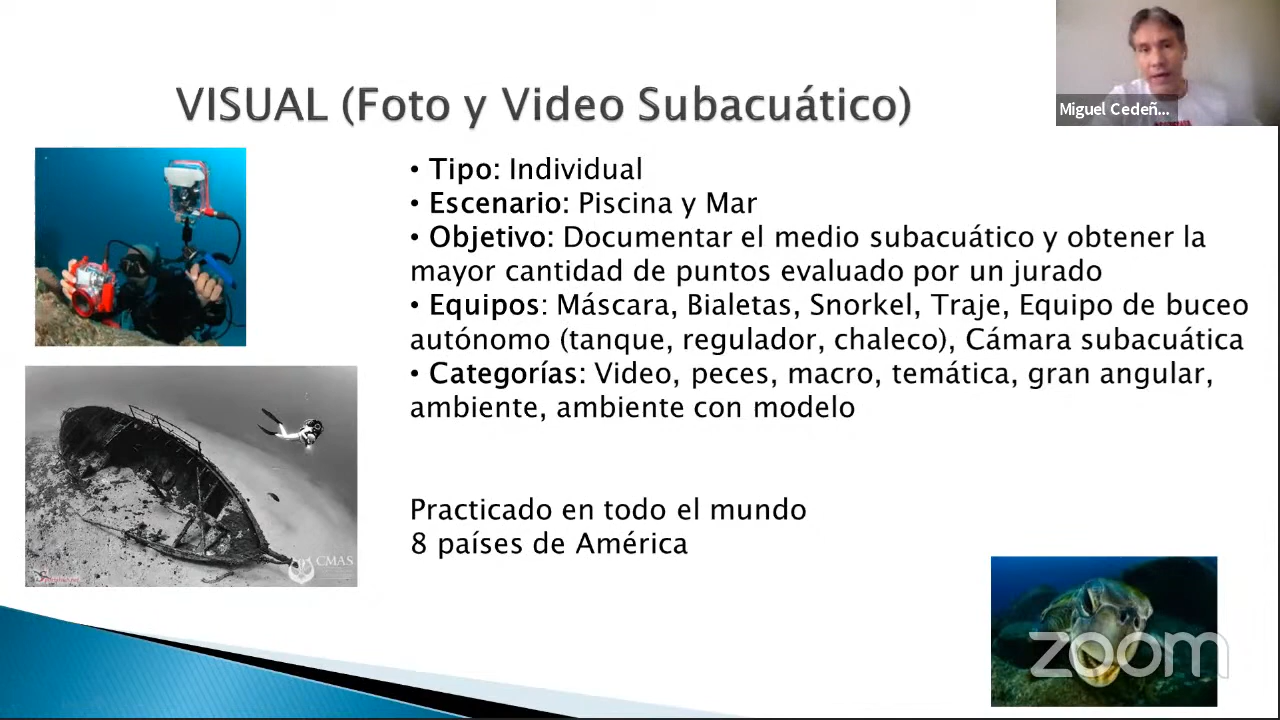 VISUAL (Foto y Video Subacuático)
Miguel Cedeñ...
• Tipo: Individual
• Escenario: Piscina y Mar
• Objetivo: Documentar el medio subacuático y obtener la
mayor cantidad de puntos evaluado por un jurado
• Equipos: Máscara, Bialetas, Snorkel, Traje, Equipo de buceo
autónomo (tanque, regulador, chaleco), Cámara subacuática
• Categorías: Video, peces, macro, temática, gran angular,
ambiente, ambiente con modelo
Practicado en todo el mundo
8 países de América
CMAS
zoom